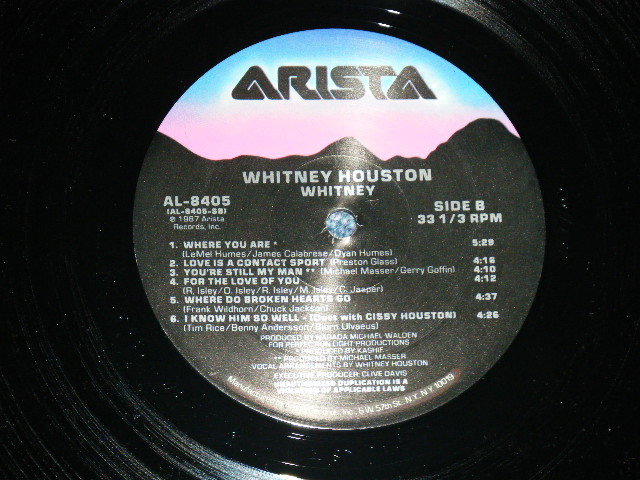 ARISTA
WHITNEY HOUSTON
WHITNEY
AL-8405
(AL-8405-SB)
℗ 1987 Arista
Records, Inc.
SIDE B
33 1/3 RPM
1. WHERE YOU ARE * 5:29
(LeMel Humes/James Calabrese/Dyan Humes)
2. LOVE IS A CONTACT SPORT (Preston Glass) 4:16
3. YOU'RE STILL MY MAN ** (Michael Masser/Gerry Goffin) 4:10
4. FOR THE LOVE OF YOU 4:12
(R. Isley/O. Isley/R. Isley/M. Isley/C. Jasper)
5. WHERE DO BROKEN HEARTS GO 4:37
(Frank Wildhorn/Chuck Jackson)
6. I KNOW HIM SO WELL - (Duet with CISSY HOUSTON) 4:26
(Tim Rice/Benny Andersson/Bjorn Ulvaeus)
PRODUCED BY NARADA MICHAEL WALDEN
FOR PERFECTION LIGHT PRODUCTIONS
* PRODUCED BY KASHIF
** PRODUCED BY MICHAEL MASSER
VOCAL ARRANGEMENTS BY WHITNEY HOUSTON
EXECUTIVE PRODUCER: CLIVE DAVIS
UNAUTHORIZED DUPLICATION IS A
VIOLATION OF APPLICABLE LAWS
Inc. 6 W 57th St., N.Y., N.Y. 10019